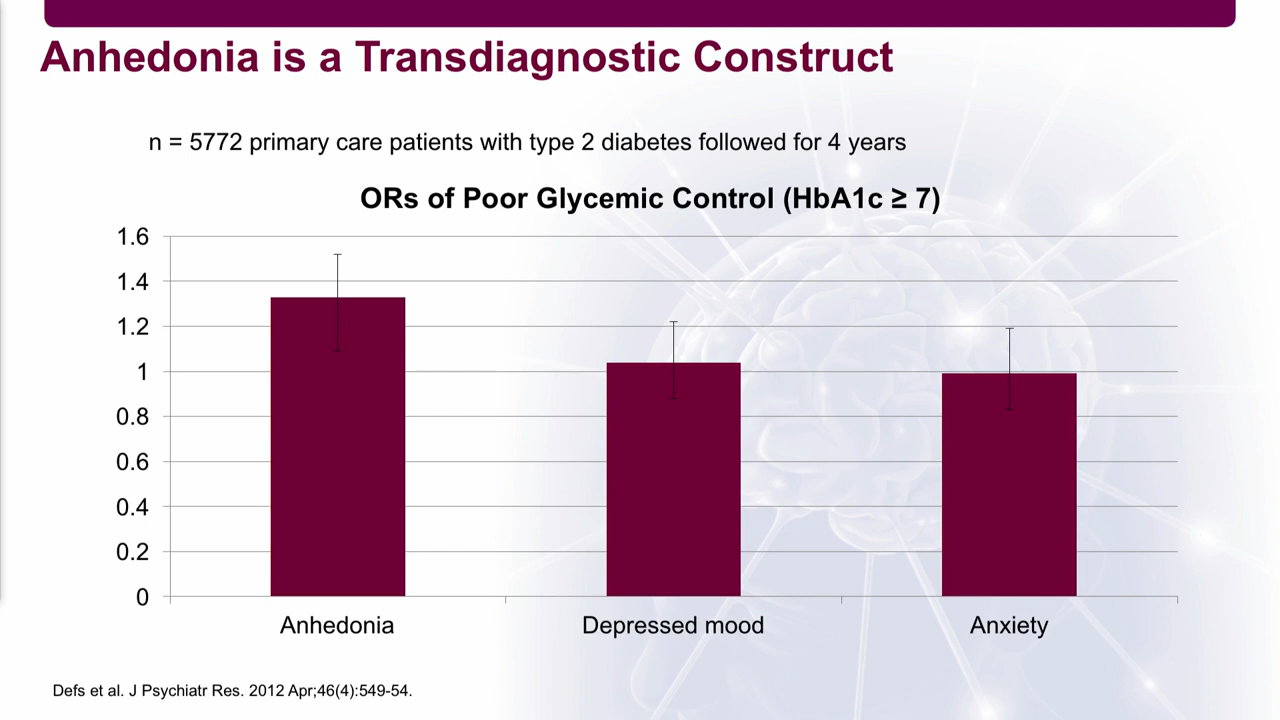 Anhedonia is a Transdiagnostic Construct
n = 5772 primary care patients with type 2 diabetes followed for 4 years
ORs of Poor Glycemic Control (HbA1c ≥ 7)
1.6
1.4
1.2
1
0.8
0.6
0.4
0.2
0
Anhedonia Depressed mood Anxiety
Defs et al. J Psychiatr Res. 2012 Apr;46(4):549-54.